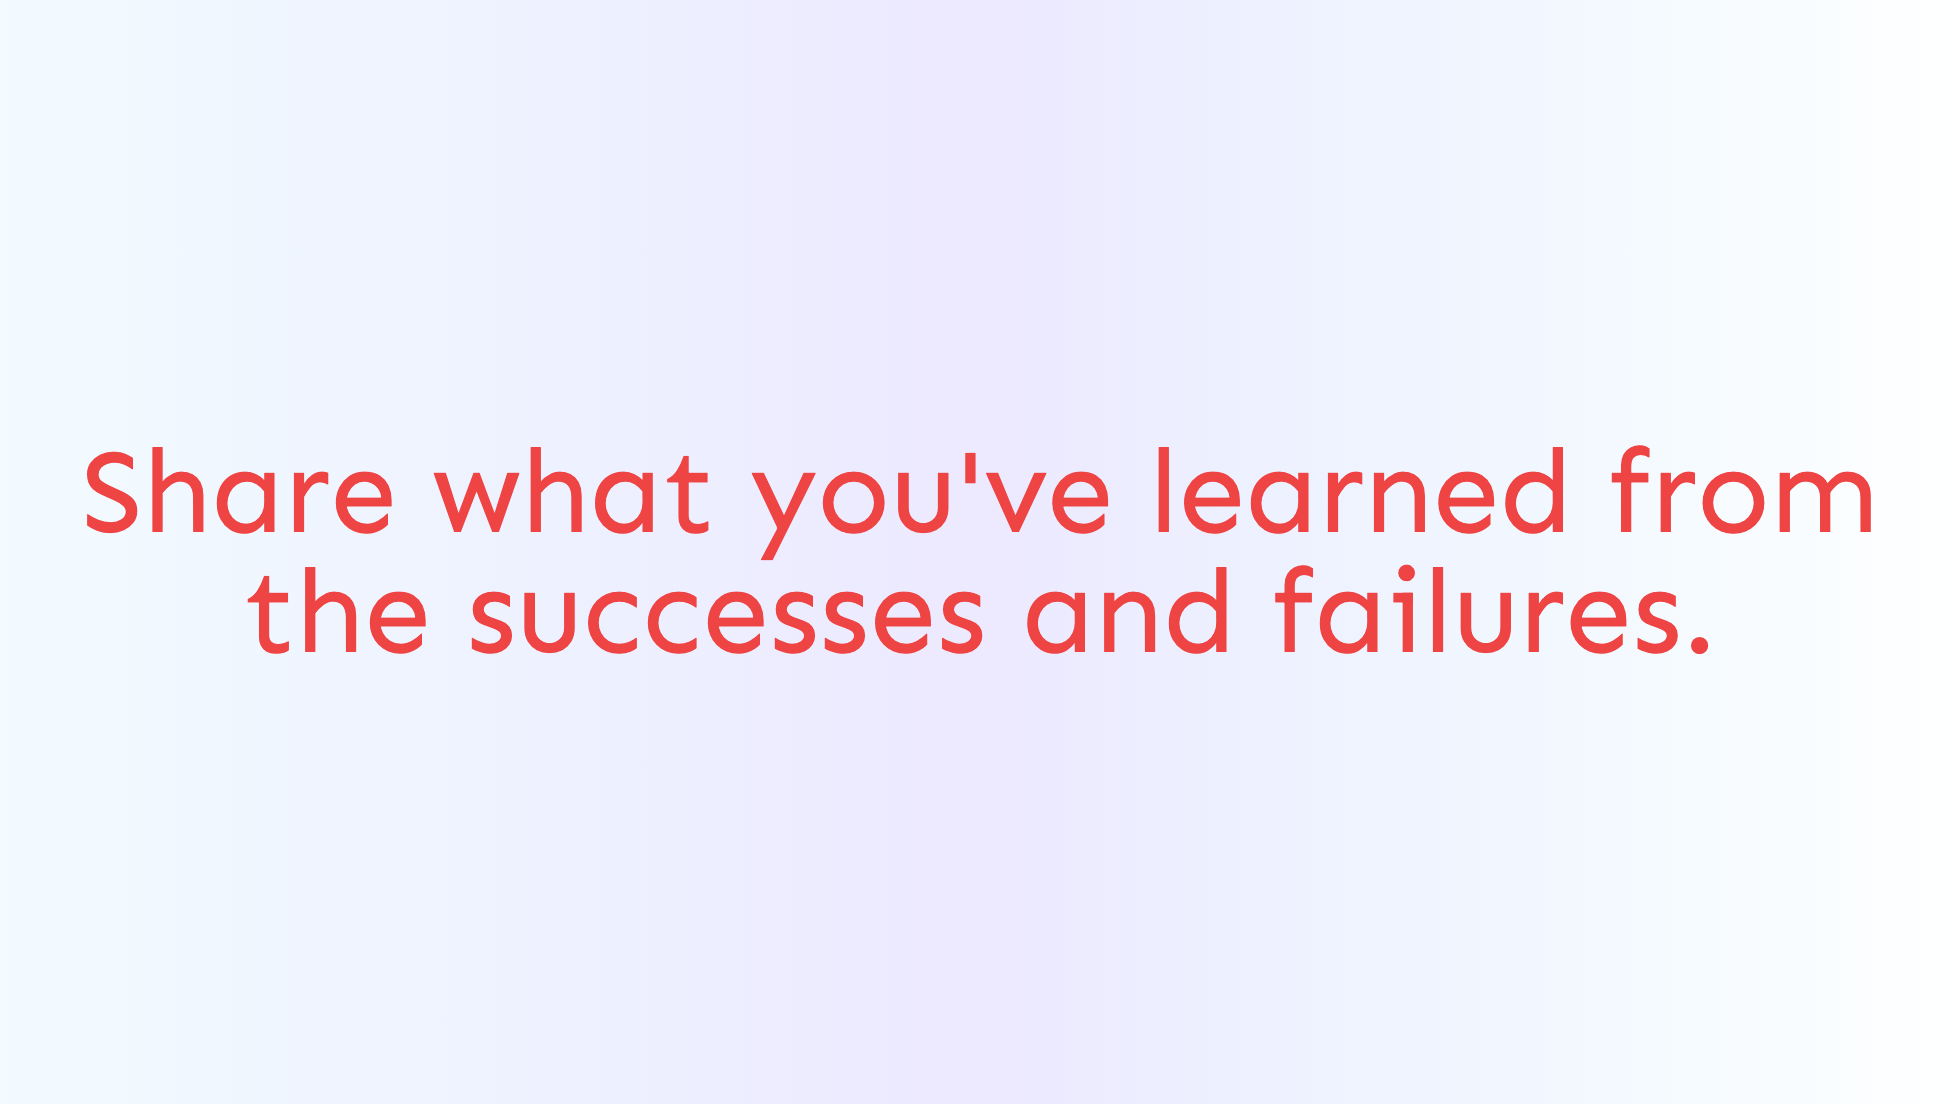 Share what you've learned from
the successes and failures.